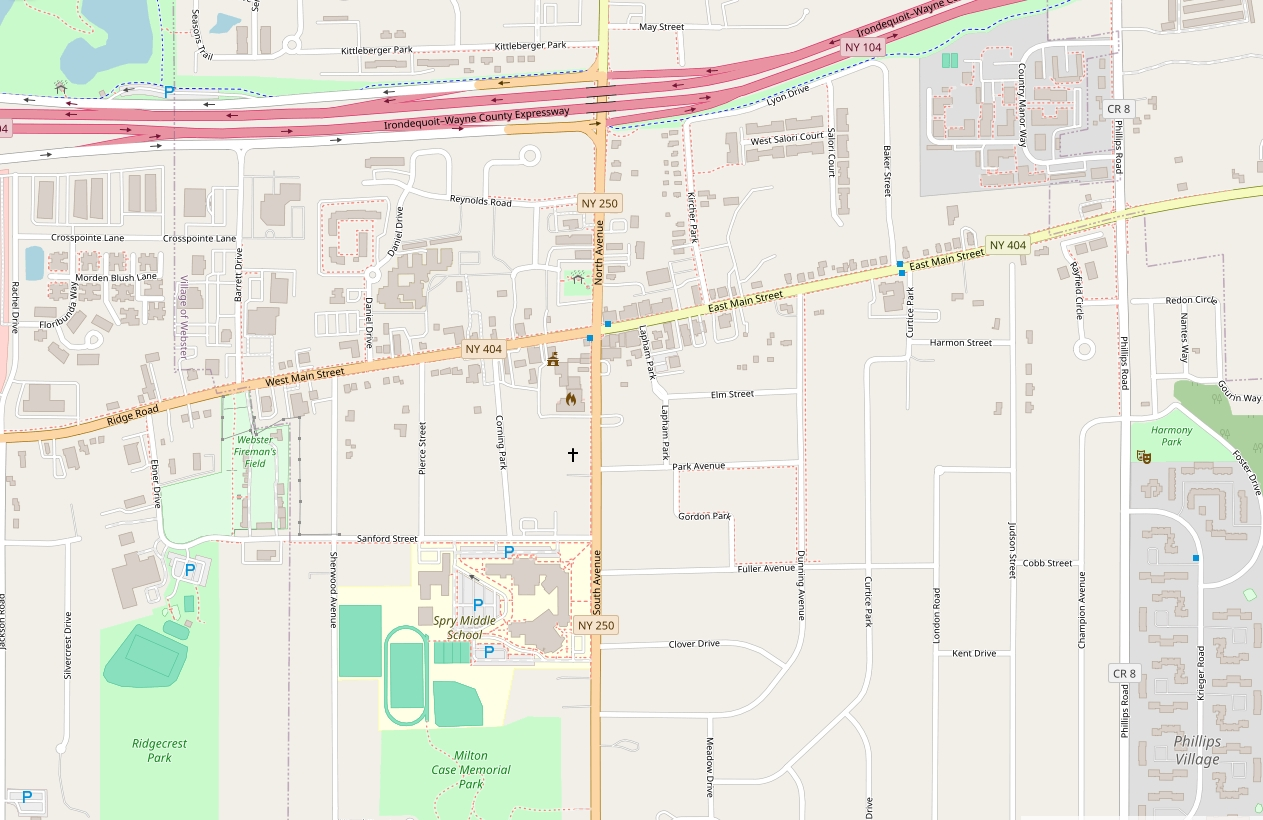 Seasons Trail
Kittleberger Park
Kittleberger Park
May Street
Irondequoit–Wayne Co
NY 104
P
04
Irondequoit–Wayne County Expressway
Lyon Drive
West Salori Court
Salori Court
Baker Street
Country Manor Way
CR 8
Phillips Road
Reynolds Road
NY 250
North Avenue
Kircher Park
Daniel Drive
Crosspointe Lane
Crosspointe Lane
Barrett Drive
Morden Blush Lane
Floribunda Way
Rachel Drive
Village of Webster
Daniel Drive
NY 404
East Main Street
Rayfield Circle
Redon Circle
Nantes Way
East Main Street
Curtice Park
Harmon Street
Lapham Park
NY 404
West Main Street
Ridge Road
Phillips Road
Gourin Way
Elm Street
Lapham Park
Webster
Fireman's
Field
Pierce Street
Corning Park
Ebner Drive
Harmony
Park
Foster Drive
Park Avenue
Gordon Park
Sanford Street
P
P
South Avenue
Fuller Avenue
Dunning Avenue
Judson Street
Cobb Street
Sherwood Avenue
Curtice Park
London Road
Champion Avenue
Jackson Road
Silvercrest Drive
P
Spry Middle
School
NY 250
P
Clover Drive
Kent Drive
CR 8
Krieger Road
Phillips Road
Ridgecrest
Park
Milton
Case Memorial
Park
Meadow Drive
Phillips
Village
Drive
P